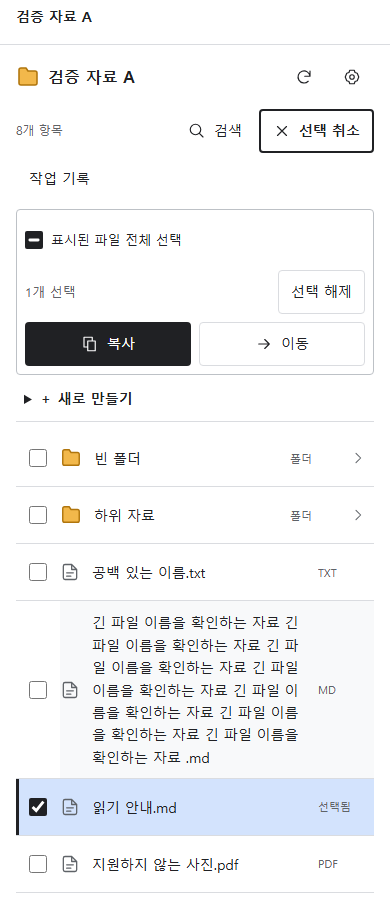 검증 자료 A
검증 자료 A
8개 항목
검색
선택 취소
작업 기록
표시된 파일 전체 선택
1개 선택
선택 해제
복사
이동
+ 새로 만들기
빈 폴더 폴더
하위 자료 폴더
공백 있는 이름.txt TXT
긴 파일 이름을 확인하는 자료 긴
파일 이름을 확인하는 자료 긴 파
일 이름을 확인하는 자료 긴 파일
이름을 확인하는 자료 긴 파일 이
름을 확인하는 자료 긴 파일 이름
을 확인하는 자료 긴 파일 이름을
확인하는 자료 .md
MD
읽기 안내.md 선택됨
지원하지 않는 사진.pdf PDF